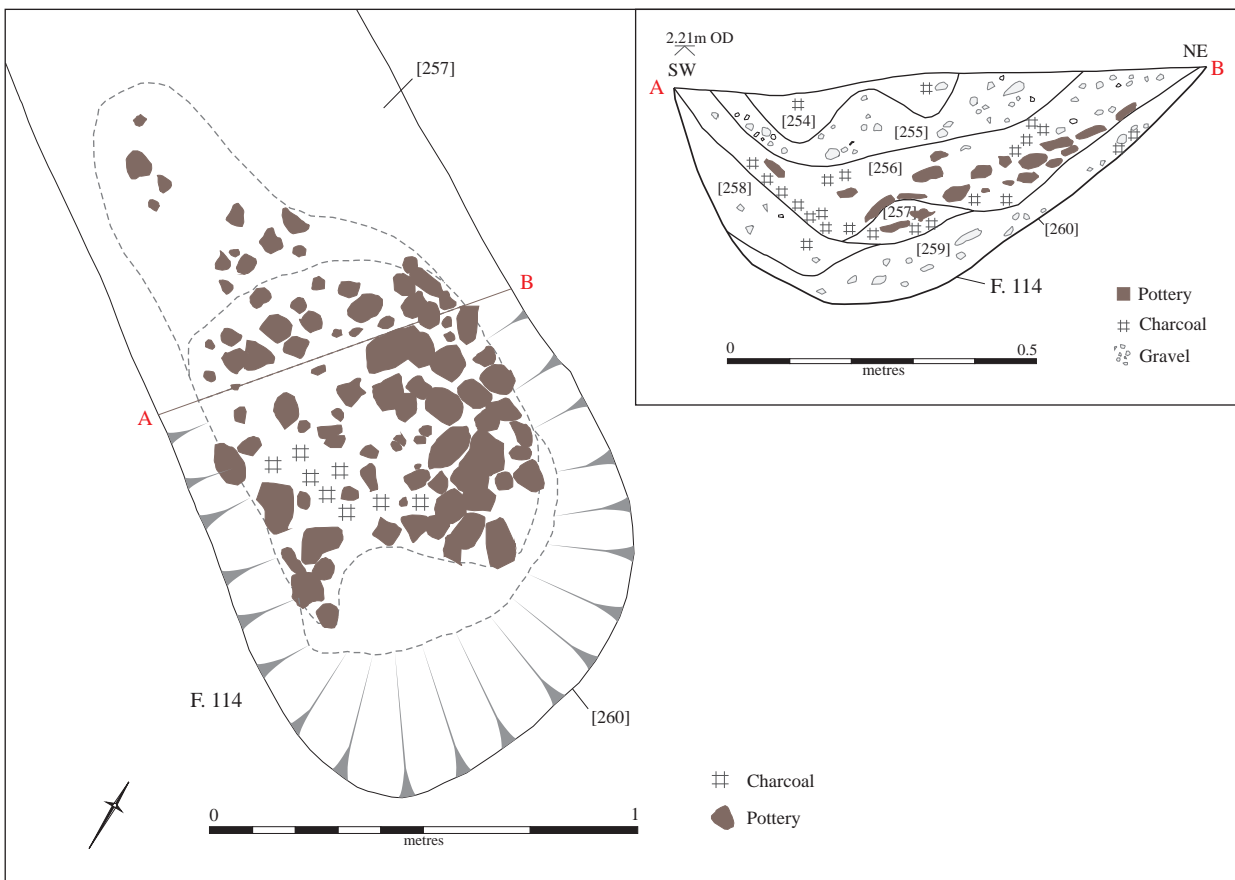 [257]
B
A
F. 114
[260]
0
1
metres
Charcoal
Pottery
2.21m OD
SW
NE
A
B
[254]
[255]
[256]
[258]
[257]
[259]
[260]
F. 114
Pottery
Charcoal
Gravel
0
0.5
metres